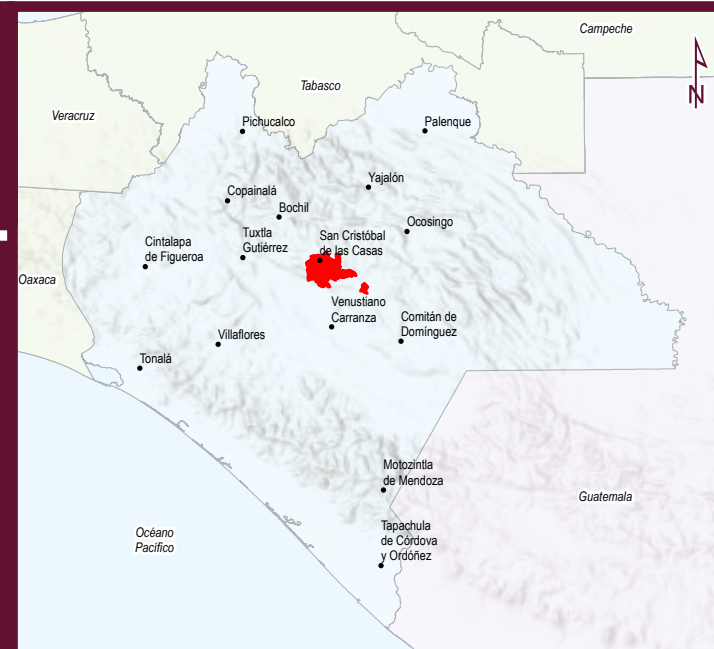 Campeche
Tabasco
N
Veracruz
Pichucalco
Palenque
Yajalón
Copainalá
Bochil
Ocosingo
San Cristóbal
de las Casas
Tuxtla
Gutiérrez
Cintalapa
de Figueroa
Oaxaca
Venustiano
Carranza
Comitán de
Domínguez
Villaflores
Tonalá
Motozintla
de Mendoza
Guatemala
Océano
Pacífico
Tapachula
de Córdova
y Ordóñez